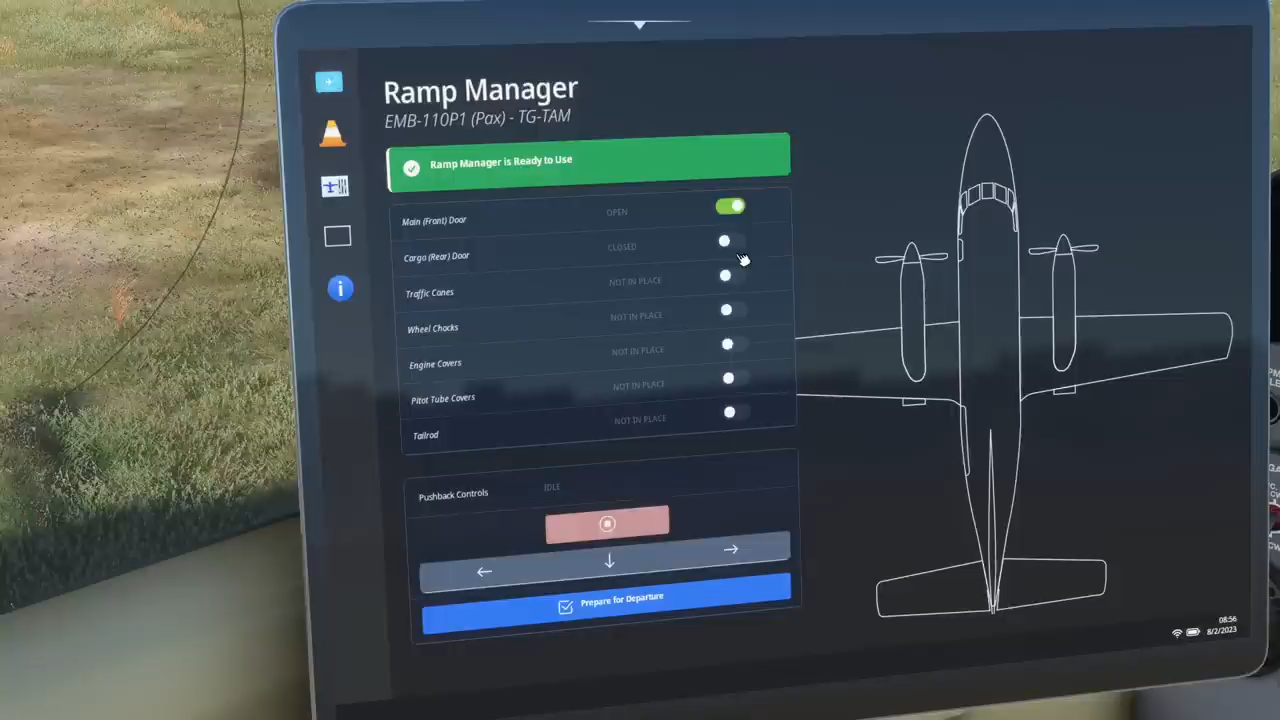 Ramp Manager
EMB-110P1 (Pax) - TG-TAM
Ramp Manager is Ready to Use
Main (Front) Door OPEN
Cargo (Rear) Door CLOSED
Traffic Cones NOT IN PLACE
Wheel Chocks NOT IN PLACE
Engine Covers NOT IN PLACE
Pitot Tube Covers NOT IN PLACE
Tailrod NOT IN PLACE
Pushback Controls IDLE
Prepare for Departure
08:56
8/2/2023